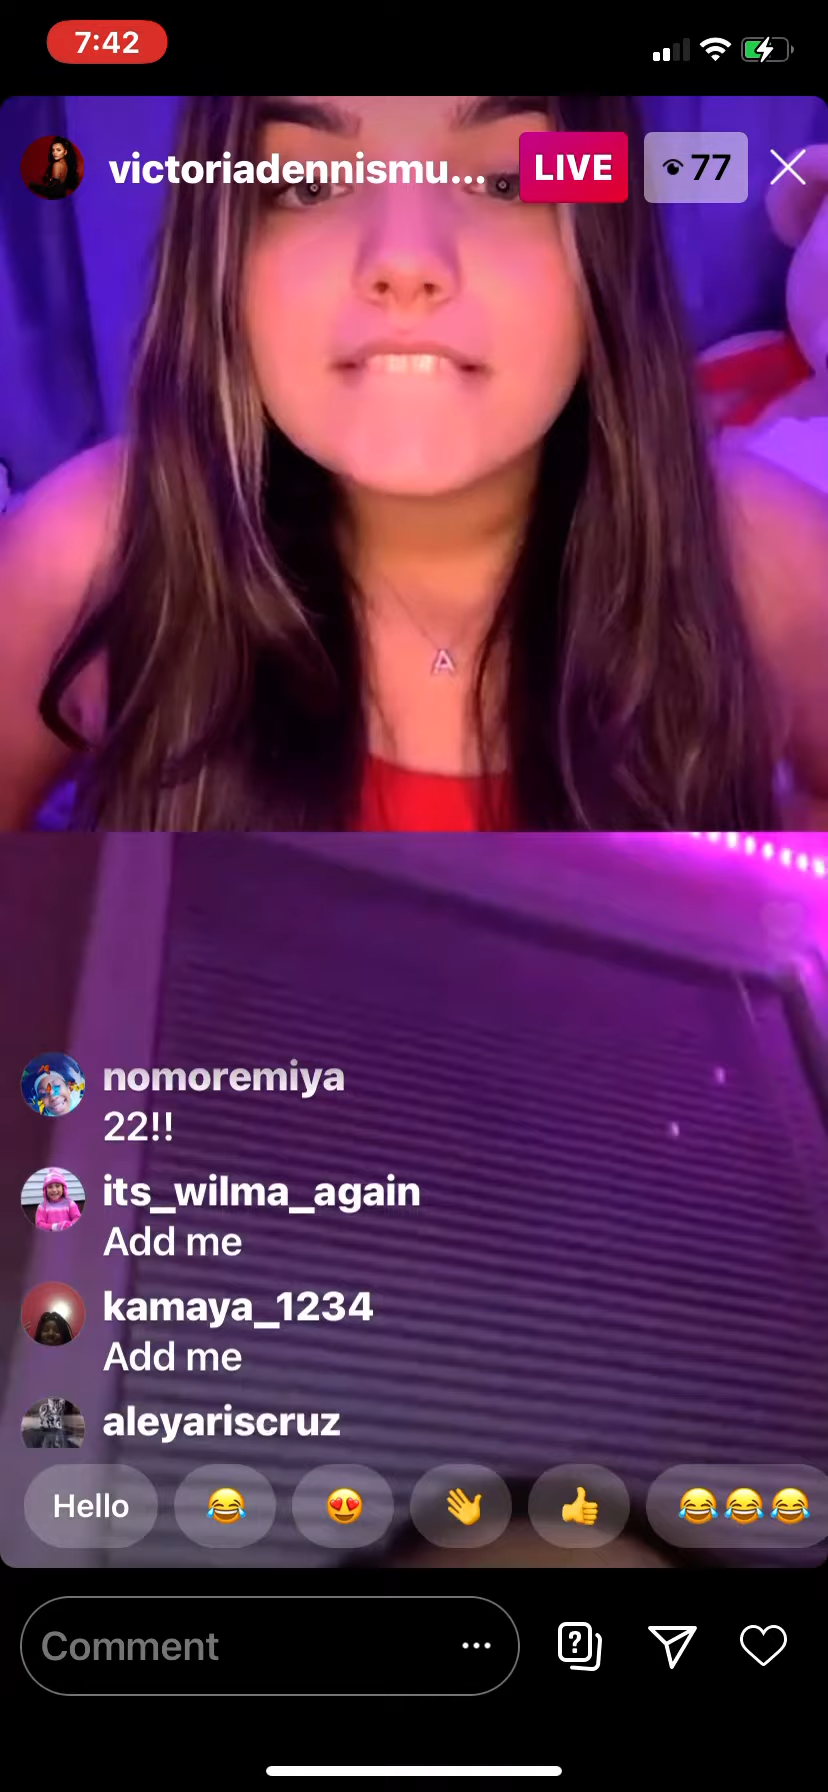 7:42
victoriadennismu...
LIVE
77
A
nomoremiya
22!!
its_wilma_again
Add me
kamaya_1234
Add me
aleyariscruz
Hello
Comment